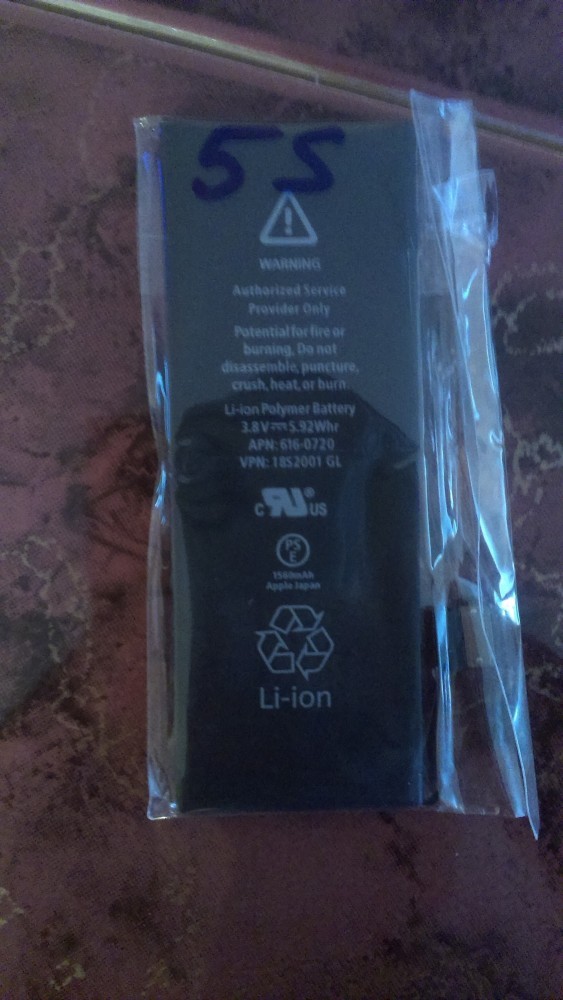 5S
WARNING
Authorized Service
Provider Only
Potential for fire or
burning. Do not
disassemble, puncture,
crush, heat, or burn
Li-ion Polymer Battery
3.8V⎓5.92Whr
APN: 616-0720
VPN: 1852001 GL
c RU® US
PS
E
1560mAh
Apple Japan
Li-ion